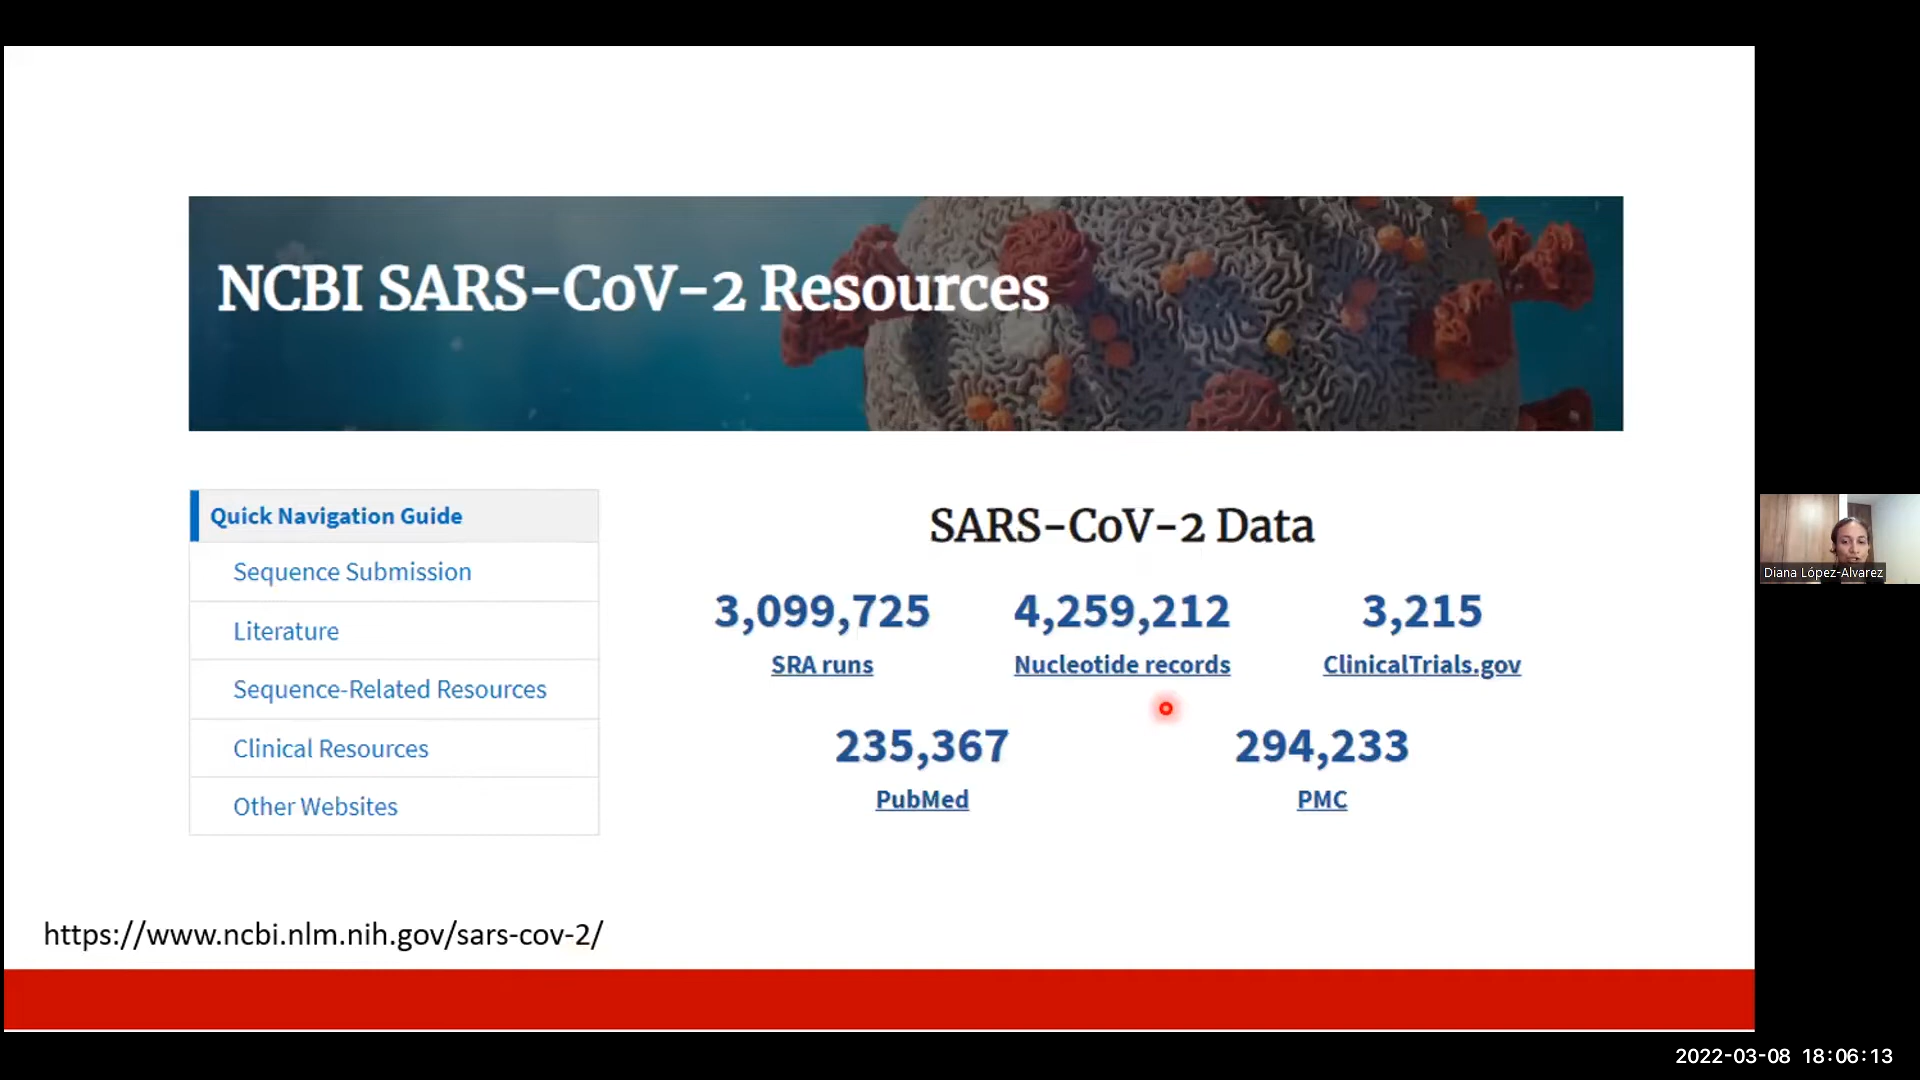 NCBI SARS-CoV-2 Resources
Quick Navigation Guide
Sequence Submission
Literature
Sequence-Related Resources
Clinical Resources
Other Websites
SARS-CoV-2 Data
3,099,725
SRA runs
4,259,212
Nucleotide records
3,215
ClinicalTrials.gov
235,367
PubMed
294,233
PMC
https://www.ncbi.nlm.nih.gov/sars-cov-2/
Diana López-Alvarez
2022-03-08 18:06:13